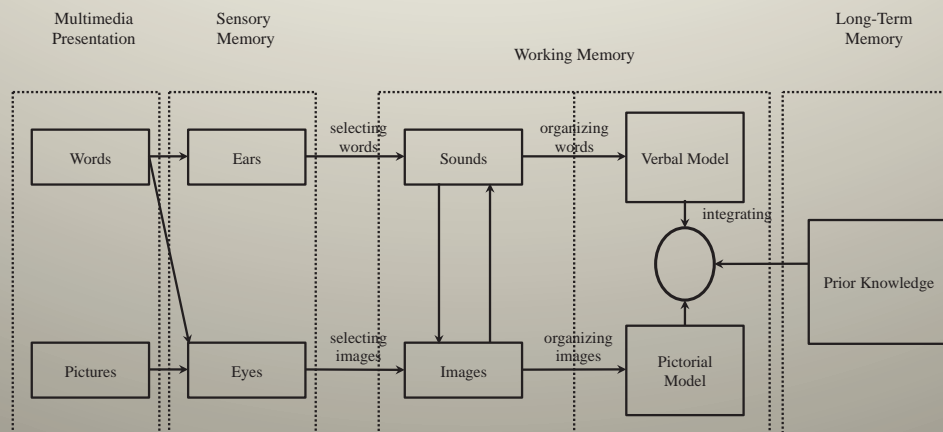 Multimedia
Presentation
Sensory
Memory
Working Memory
Long-Term
Memory
Words
Ears
selecting
words
Sounds
organizing
words
Verbal Model
integrating
Prior Knowledge
Pictures
Eyes
selecting
images
Images
organizing
images
Pictorial
Model